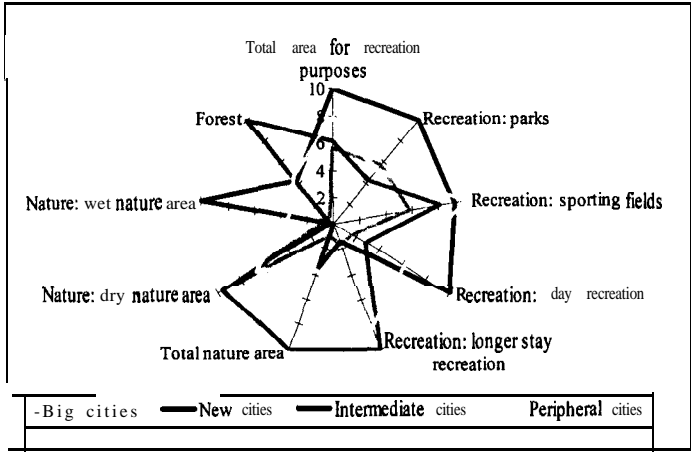 Total area for recreation
purposes
10
8
6
4
2
Forest
Recreation: parks
Nature: wet nature area
Recreation: sporting fields
Nature: dry nature area
Recreation: day recreation
Total nature area
Recreation: longer stay
recreation
-Big cities New cities Intermediate cities Peripheral cities